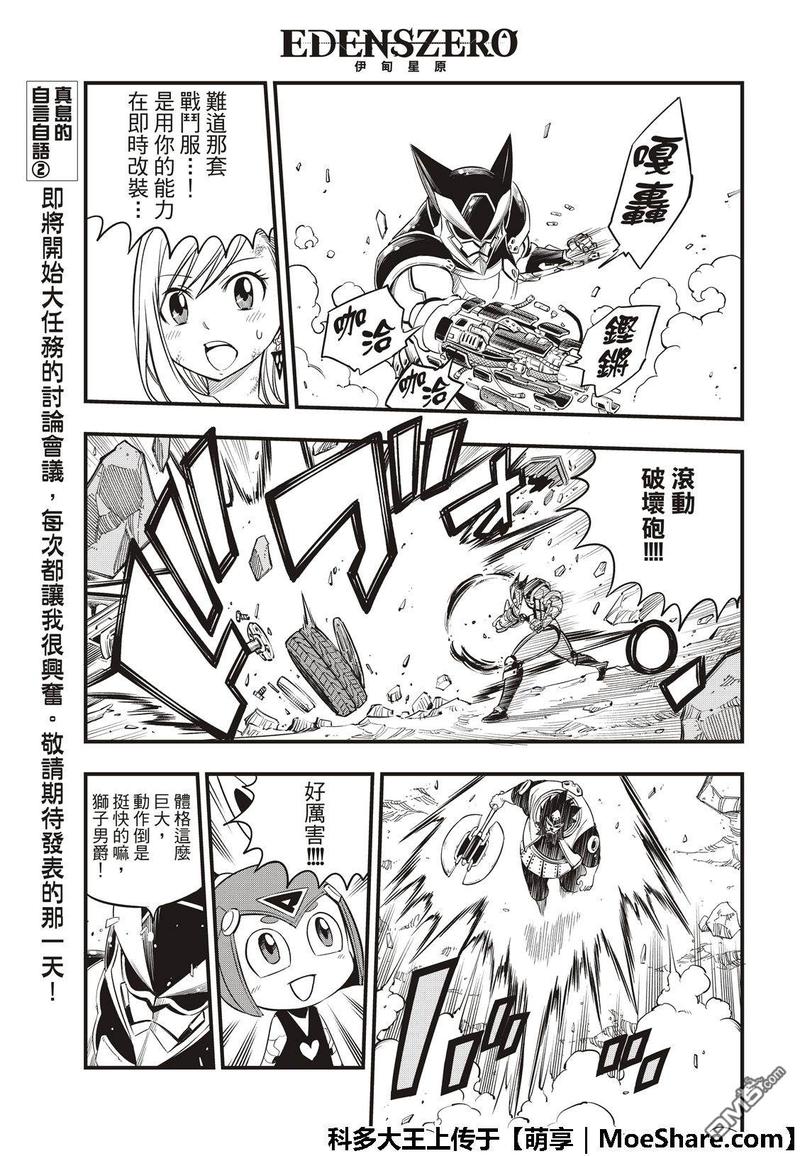 EDENSZERO
伊甸星原
嘎轟
鏗鏘
咖洽
咖洽
難道那套
戰鬥服…！
是用你的能力
在即時改裝…
滾動
破壞砲!!!!
ズブォ
好厲害!!!!
體格這麼
巨大，
動作倒是
挺快的嘛，
獅子男爵！
真島的
自言自語②
即將開始大任務的討論會議，每次都讓我很興奮。敬請期待發表的那一天！
科多大王上传于【萌享｜MoeShare.com】